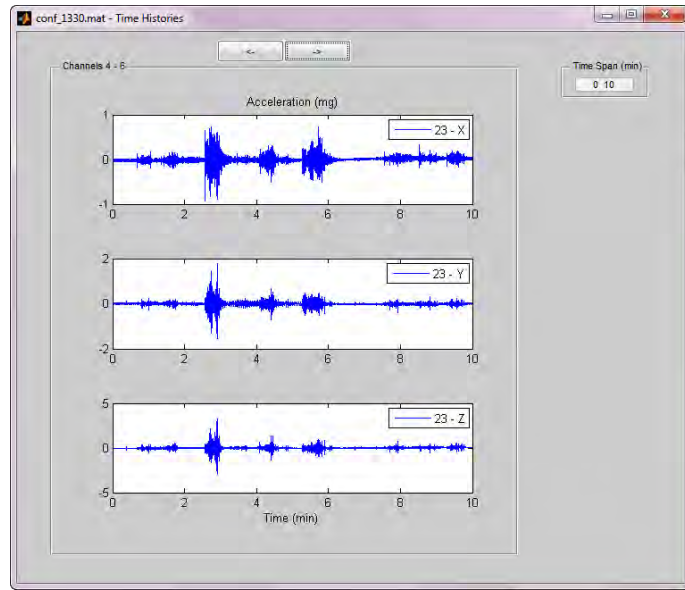 conf_1330.mat - Time Histories
<- ->
Channels 4 - 6
Time Span (min)
0 10
Acceleration (mg)
1
0
-1
23 - X
0 2 4 6 8 10
2
0
-2
23 - Y
0 2 4 6 8 10
5
0
-5
23 - Z
0 2 4 6 8 10
Time (min)